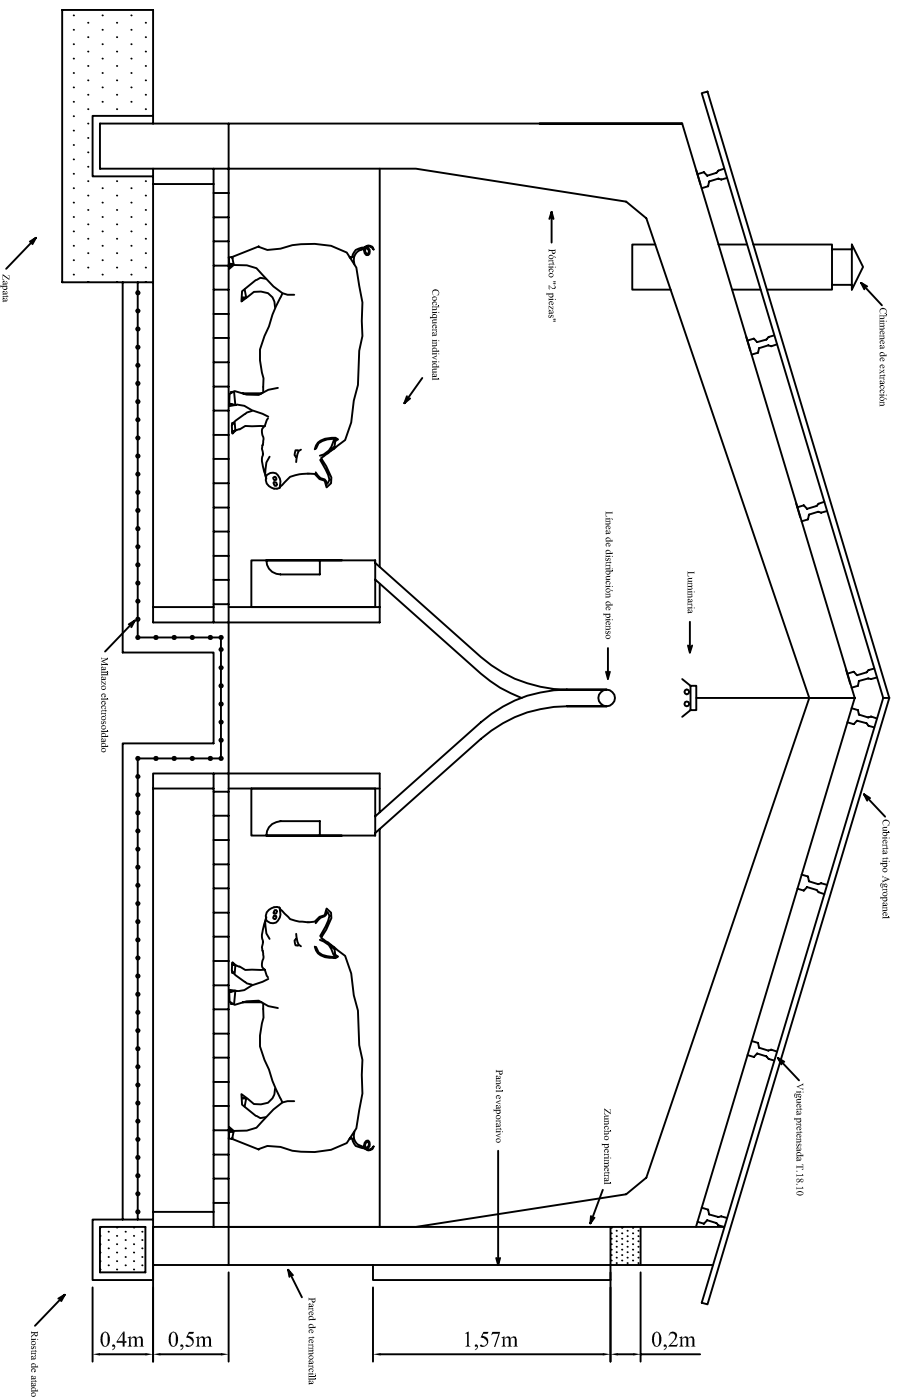 Chimenea de extracción
Cubierta tipo Agropanel
Vigueta pretensada T.18.10
Luminaria
Línea de distribución de pienso
Zuncho perimetral
Pórtico "2 piezas"
Panel evaporativo
Cochiquera individual
Pared de termoarcilla
Mallazo electrosoldado
Zapata
Riostra de atado
0,4m
0,5m
1,57m
0,2m